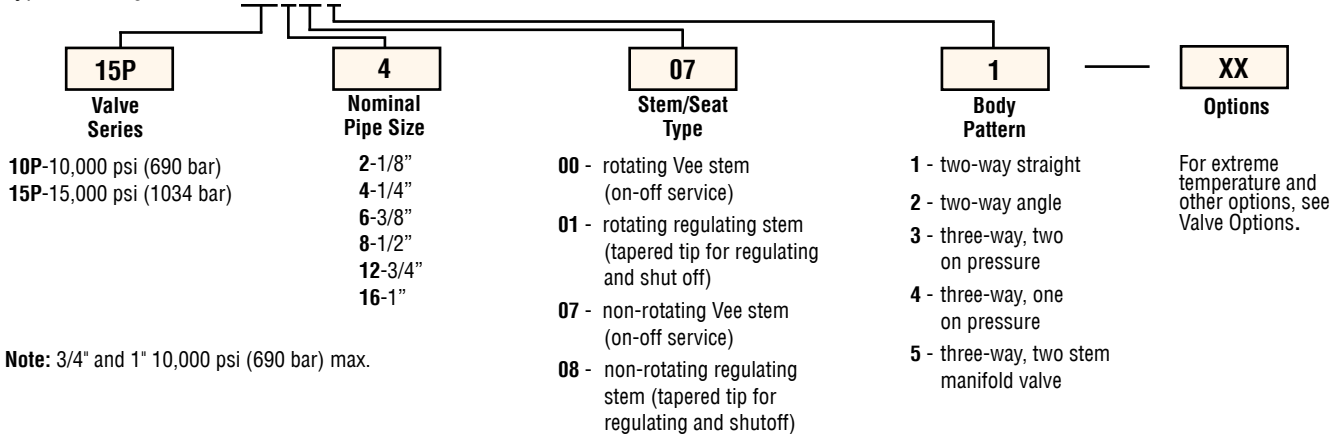 15P
Valve
Series
10P-10,000 psi (690 bar)
15P-15,000 psi (1034 bar)
4
Nominal
Pipe Size
2-1/8”
4-1/4”
6-3/8”
8-1/2”
12-3/4”
16-1”
Note: 3/4" and 1" 10,000 psi (690 bar) max.
07
Stem/Seat
Type
00 - rotating Vee stem
(on-off service)
01 - rotating regulating stem
(tapered tip for regulating
and shut off)
07 - non-rotating Vee stem
(on-off service)
08 - non-rotating regulating
stem (tapered tip for
regulating and shutoff)
1
Body
Pattern
1 - two-way straight
2 - two-way angle
3 - three-way, two
on pressure
4 - three-way, one
on pressure
5 - three-way, two stem
manifold valve
XX
Options
For extreme
temperature and
other options, see
Valve Options.